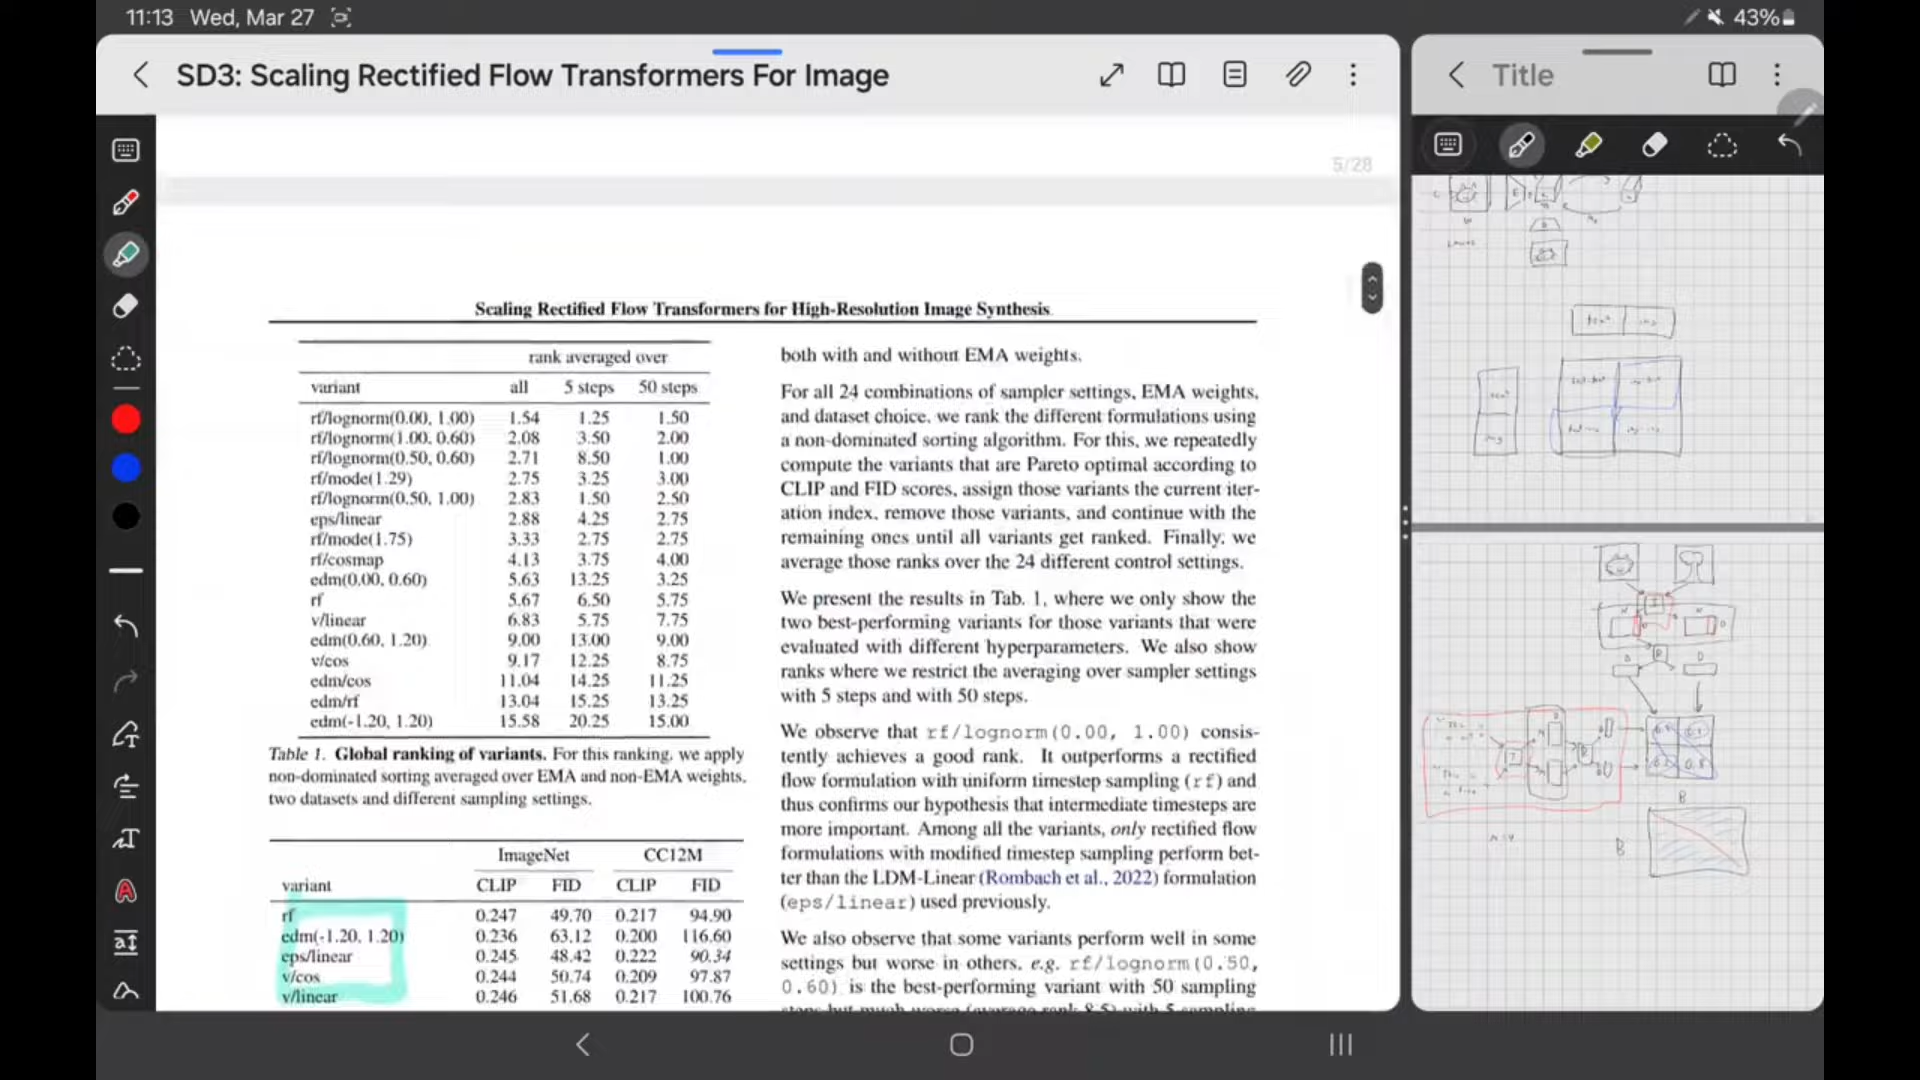 11:13 Wed, Mar 27
43%
SD3: Scaling Rectified Flow Transformers For Image
Title
5/28
Scaling Rectified Flow Transformers for High-Resolution Image Synthesis
rank averaged over
variant all 5 steps 50 steps
rf/lognorm(0.00, 1.00) 1.54 1.25 1.50
rf/lognorm(1.00, 0.60) 2.08 3.50 2.00
rf/lognorm(0.50, 0.60) 2.71 8.50 1.00
rf/mode(1.29) 2.75 3.25 3.00
rf/lognorm(0.50, 1.00) 2.83 1.50 2.50
eps/linear 2.88 4.25 2.75
rf/mode(1.75) 3.33 2.75 2.75
rf/cosmap 4.13 3.75 4.00
edm(0.00, 0.60) 5.63 13.25 3.25
rf 5.67 6.50 5.75
v/linear 6.83 5.75 7.75
edm(0.60, 1.20) 9.00 13.00 9.00
v/cos 9.17 12.25 8.75
edm/cos 11.04 14.25 11.25
edm/rf 13.04 15.25 13.25
edm(-1.20, 1.20) 15.58 20.25 15.00
Table 1. Global ranking of variants. For this ranking, we apply
non-dominated sorting averaged over EMA and non-EMA weights,
two datasets and different sampling settings.
ImageNet CC12M
variant CLIP FID CLIP FID
rf 0.247 49.70 0.217 94.90
edm(-1.20, 1.20) 0.236 63.12 0.200 116.60
eps/linear 0.245 48.42 0.222 90.34
v/cos 0.244 50.74 0.209 97.87
v/linear 0.246 51.68 0.217 100.76
both with and without EMA weights.
For all 24 combinations of sampler settings, EMA weights,
and dataset choice, we rank the different formulations using
a non-dominated sorting algorithm. For this, we repeatedly
compute the variants that are Pareto optimal according to
CLIP and FID scores, assign those variants the current iter-
ation index, remove those variants, and continue with the
remaining ones until all variants get ranked. Finally, we
average those ranks over the 24 different control settings.
We present the results in Tab. 1, where we only show the
two best-performing variants for those variants that were
evaluated with different hyperparameters. We also show
ranks where we restrict the averaging over sampler settings
with 5 steps and with 50 steps.
We observe that rf/lognorm(0.00, 1.00) consis-
tently achieves a good rank. It outperforms a rectified
flow formulation with uniform timestep sampling (rf) and
thus confirms our hypothesis that intermediate timesteps are
more important. Among all the variants, only rectified flow
formulations with modified timestep sampling perform bet-
ter than the LDM-Linear (Rombach et al., 2022) formulation
(eps/linear) used previously.
We also observe that some variants perform well in some
settings but worse in others, e.g. rf/lognorm(0.50,
0.60) is the best-performing variant with 50 sampling
steps but much worse (average rank 8.5) with 5 sampling